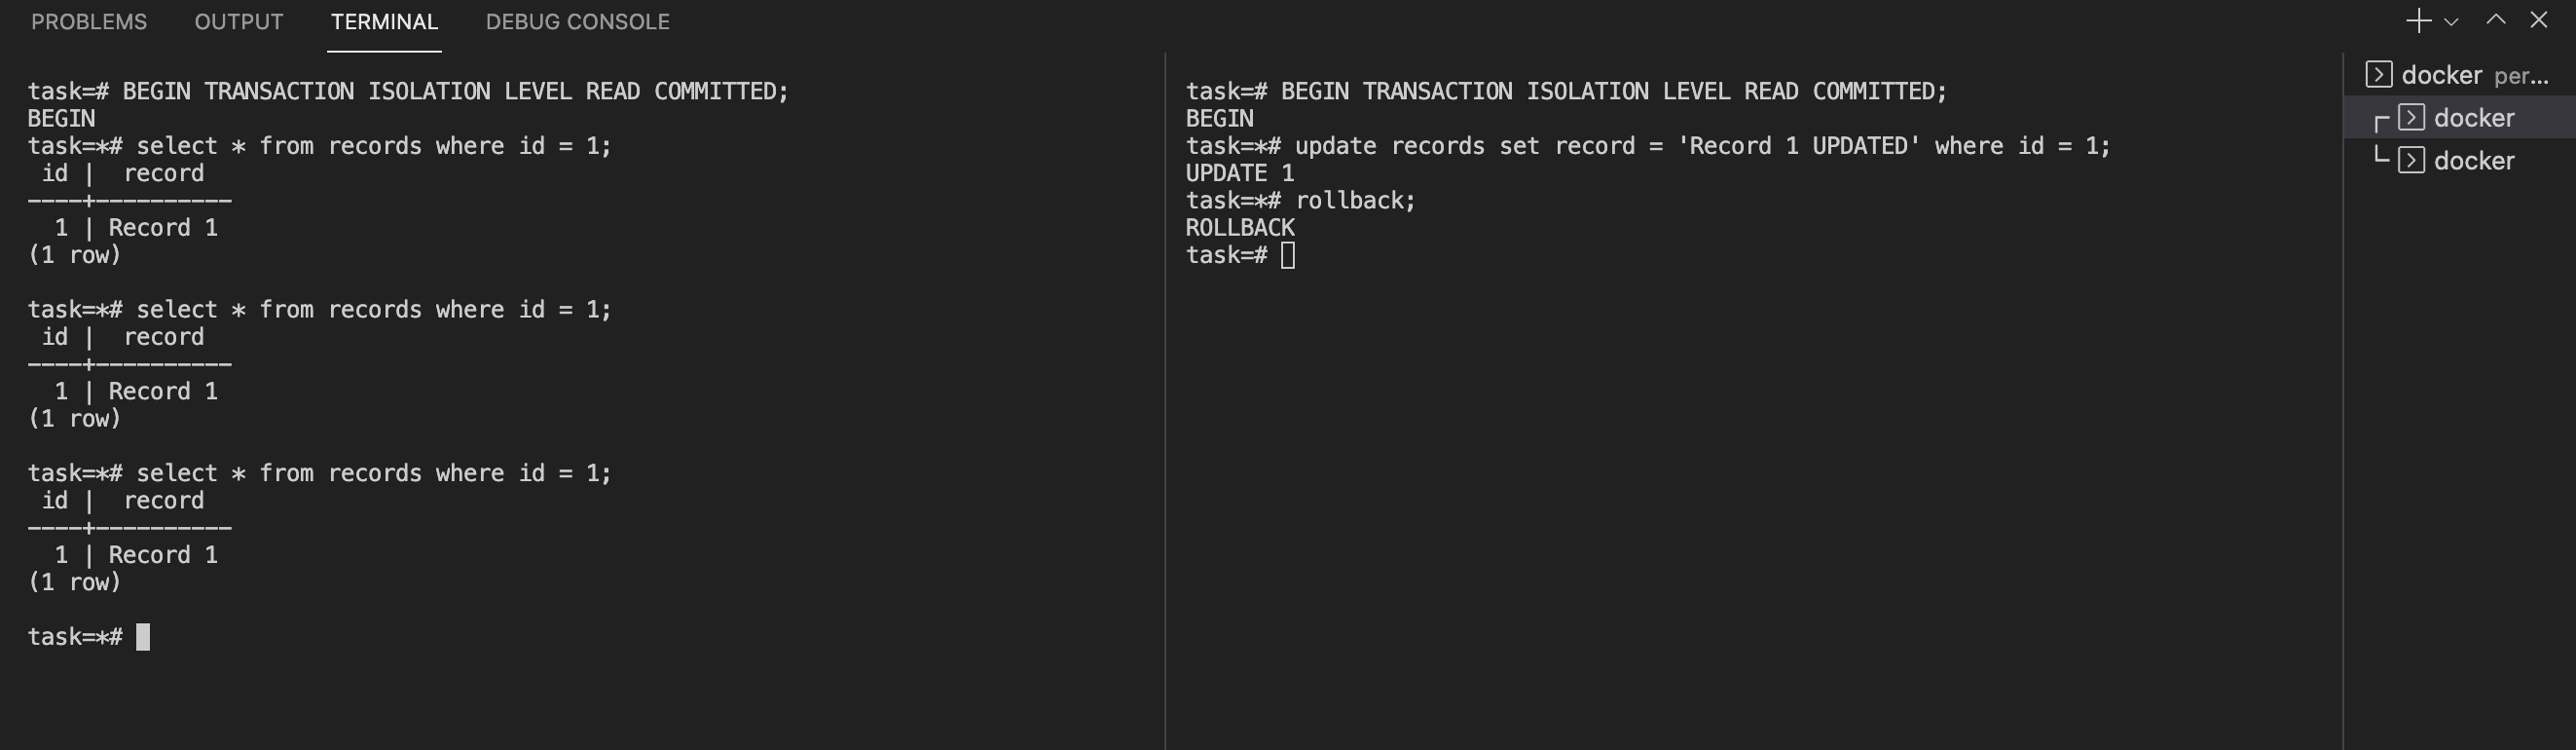 PROBLEMS OUTPUT TERMINAL DEBUG CONSOLE
task=# BEGIN TRANSACTION ISOLATION LEVEL READ COMMITTED;
BEGIN
task=*# select * from records where id = 1;
 id |  record
----+----------
  1 | Record 1
(1 row)

task=*# select * from records where id = 1;
 id |  record
----+----------
  1 | Record 1
(1 row)

task=*# select * from records where id = 1;
 id |  record
----+----------
  1 | Record 1
(1 row)

task=*#
task=# BEGIN TRANSACTION ISOLATION LEVEL READ COMMITTED;
BEGIN
task=*# update records set record = 'Record 1 UPDATED' where id = 1;
UPDATE 1
task=*# rollback;
ROLLBACK
task=#
docker per...
docker
docker